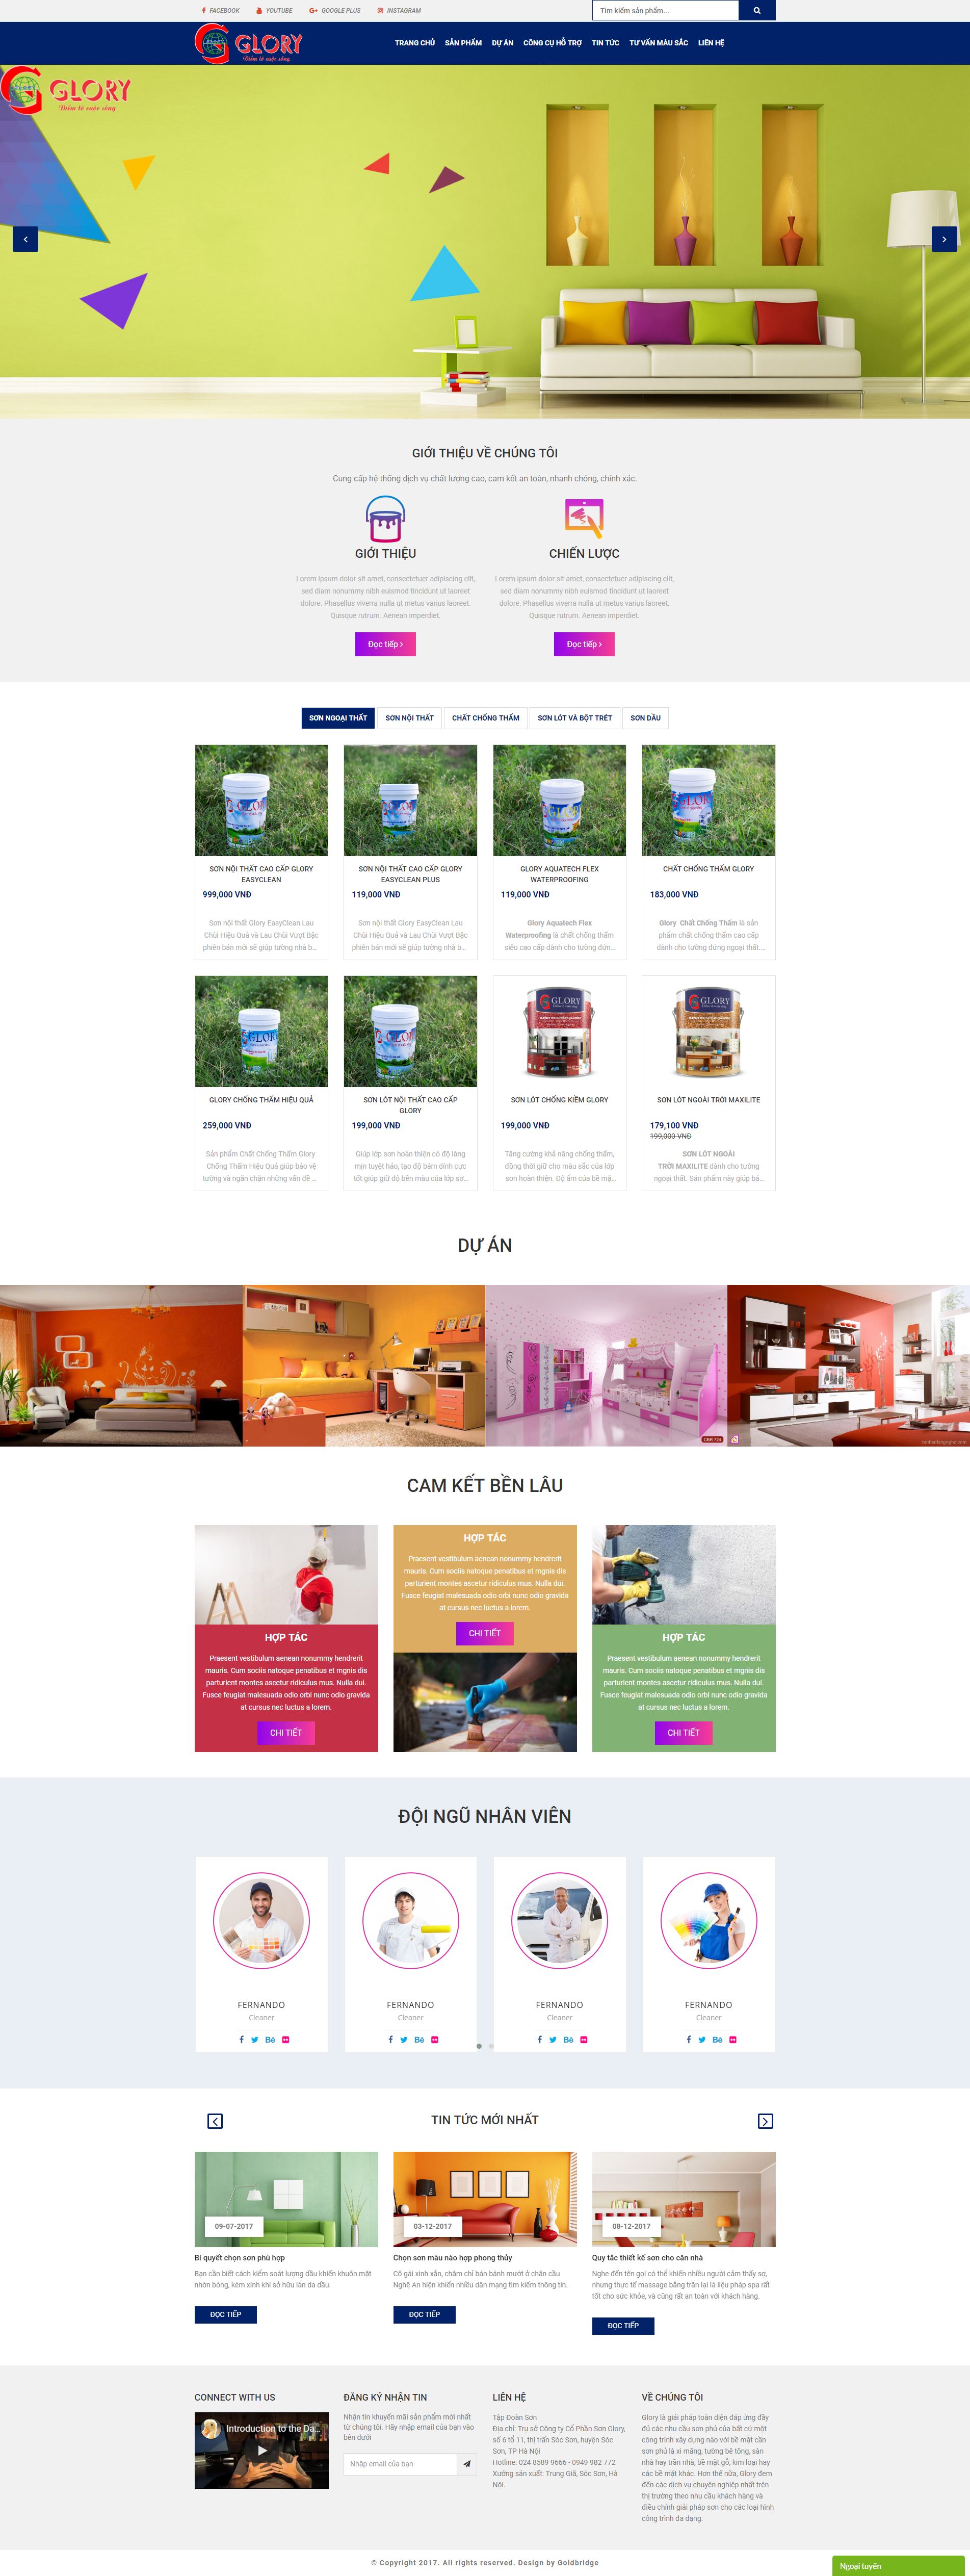 FACEBOOK YOUTUBE GOOGLE PLUS INSTAGRAM
Tìm kiếm sản phẩm...
GLORY
Điểm tô cuộc sống
TRANG CHỦ SẢN PHẨM DỰ ÁN CÔNG CỤ HỖ TRỢ TIN TỨC TƯ VẤN MÀU SẮC LIÊN HỆ
GLORY
Điểm tô cuộc sống
GIỚI THIỆU VỀ CHÚNG TÔI
Cung cấp hệ thống dịch vụ chất lượng cao, cam kết an toàn, nhanh chóng, chính xác.
GIỚI THIỆU
Lorem ipsum dolor sit amet, consectetuer adipiscing elit,
sed diam nonummy nibh euismod tincidunt ut laoreet
dolore. Phasellus viverra nulla ut metus varius laoreet.
Quisque rutrum. Aenean imperdiet.
Đọc tiếp
CHIẾN LƯỢC
Lorem ipsum dolor sit amet, consectetuer adipiscing elit,
sed diam nonummy nibh euismod tincidunt ut laoreet
dolore. Phasellus viverra nulla ut metus varius laoreet.
Quisque rutrum. Aenean imperdiet.
Đọc tiếp
SƠN NGOẠI THẤT SƠN NỘI THẤT CHẤT CHỐNG THẤM SƠN LÓT VÀ BỘT TRÉT SƠN DẦU
SƠN NỘI THẤT CAO CẤP GLORY
EASYCLEAN
999,000 VNĐ
Sơn nội thất Glory EasyClean Lau
Chùi Hiệu Quả và Lau Chùi Vượt Bậc
phiên bản mới sẽ giúp tường nhà b...
SƠN NỘI THẤT CAO CẤP GLORY
EASYCLEAN PLUS
119,000 VNĐ
Sơn nội thất Glory EasyClean Lau
Chùi Hiệu Quả và Lau Chùi Vượt Bậc
phiên bản mới sẽ giúp tường nhà b...
GLORY AQUATECH FLEX
WATERPROOFING
119,000 VNĐ
Glory Aquatech Flex
Waterproofing là chất chống thấm
siêu cao cấp dành cho tường đứn...
CHẤT CHỐNG THẤM GLORY
183,000 VNĐ
Glory Chất Chống Thấm là sản
phẩm chất chống thấm cao cấp
dành cho tường đứng ngoại thất....
GLORY CHỐNG THẤM HIỆU QUẢ
259,000 VNĐ
Sản phẩm Chất Chống Thấm Glory
Chống Thấm Hiệu Quả giúp bảo vệ
tường và ngăn chặn những vấn đề ...
SƠN LÓT NỘI THẤT CAO CẤP
GLORY
199,000 VNĐ
Giúp lớp sơn hoàn thiện có độ láng
mịn tuyệt hảo, tạo độ bám dính cực
tốt giúp giữ độ bền màu của lớp sơ...
GLORY
SƠN LÓT CHỐNG KIỀM GLORY
199,000 VNĐ
Tăng cường khả năng chống thấm,
đồng thời giữ cho màu sắc của lớp
sơn hoàn thiện. Độ ẩm của bề mặ...
GLORY
SƠN LÓT NGOÀI TRỜI MAXILITE
179,100 VNĐ
199,000 VNĐ
SƠN LÓT NGOÀI
TRỜI MAXILITE dành cho tường
ngoại thất. Sản phẩm này giúp bả...
DỰ ÁN
CAM KẾT BỀN LÂU
HỢP TÁC
Praesent vestibulum aenean nonummy hendrerit
mauris. Cum sociis natoque penatibus et mgnis dis
parturient montes ascetur ridiculus mus. Nulla dui.
Fusce feugiat malesuada odio orbi nunc odio gravida
at cursus nec luctus a lorem.
CHI TIẾT
HỢP TÁC
Praesent vestibulum aenean nonummy hendrerit
mauris. Cum sociis natoque penatibus et mgnis dis
parturient montes ascetur ridiculus mus. Nulla dui.
Fusce feugiat malesuada odio orbi nunc odio gravida
at cursus nec luctus a lorem.
CHI TIẾT
HỢP TÁC
Praesent vestibulum aenean nonummy hendrerit
mauris. Cum sociis natoque penatibus et mgnis dis
parturient montes ascetur ridiculus mus. Nulla dui.
Fusce feugiat malesuada odio orbi nunc odio gravida
at cursus nec luctus a lorem.
CHI TIẾT
ĐỘI NGŨ NHÂN VIÊN
FERNANDO
Cleaner
FERNANDO
Cleaner
FERNANDO
Cleaner
FERNANDO
Cleaner
TIN TỨC MỚI NHẤT
09-07-2017
Bí quyết chọn sơn phù hợp
Bạn cần biết cách kiểm soát lượng dầu khiến khuôn mặt
nhờn bóng, kém xinh khi sở hữu làn da dầu.
ĐỌC TIẾP
03-12-2017
Chọn sơn màu nào hợp phong thủy
Cô gái xinh xắn, chăm chỉ bán bánh mướt ở chân cầu
Nghệ An hiện khiến nhiều dân mạng tìm kiếm thông tin.
ĐỌC TIẾP
08-12-2017
Quy tắc thiết kế sơn cho căn nhà
Nghe đến tên gọi có thể khiến nhiều người cảm thấy sợ,
nhưng thực tế massage bằng trăn lại là liệu pháp spa rất
tốt cho sức khỏe, và cũng rất an toàn với khách hàng.
ĐỌC TIẾP
CONNECT WITH US
Introduction to the Da...
ĐĂNG KÝ NHẬN TIN
Nhận tin khuyến mãi sản phẩm mới nhất
từ chúng tôi. Hãy nhập email của bạn vào
bên dưới
Nhập email của bạn
LIÊN HỆ
Tập Đoàn Sơn
Địa chỉ: Trụ sở Công ty Cổ Phần Sơn Glory,
số 6 tổ 11, thị trấn Sóc Sơn, huyện Sóc
Sơn, TP Hà Nội
Hotline: 024 8589 9666 - 0949 982 772
Xưởng sản xuất: Trung Giã, Sóc Sơn, Hà
Nội.
VỀ CHÚNG TÔI
Glory là giải pháp toàn diện đáp ứng đầy
đủ các nhu cầu sơn phủ của bất cứ một
công trình xây dựng nào với bề mặt cần
sơn phủ là xi măng, tường bê tông, sàn
nhà hay trần nhà, bề mặt gỗ, kim loại hay
các bề mặt khác. Hơn thế nữa, Glory đem
đến các dịch vụ chuyên nghiệp nhất trên
thị trường theo nhu cầu khách hàng và
điều chỉnh giải pháp sơn cho các loại hình
công trình đa dạng.
© Copyright 2017. All rights reserved. Design by Goldbridge
Ngoại tuyến